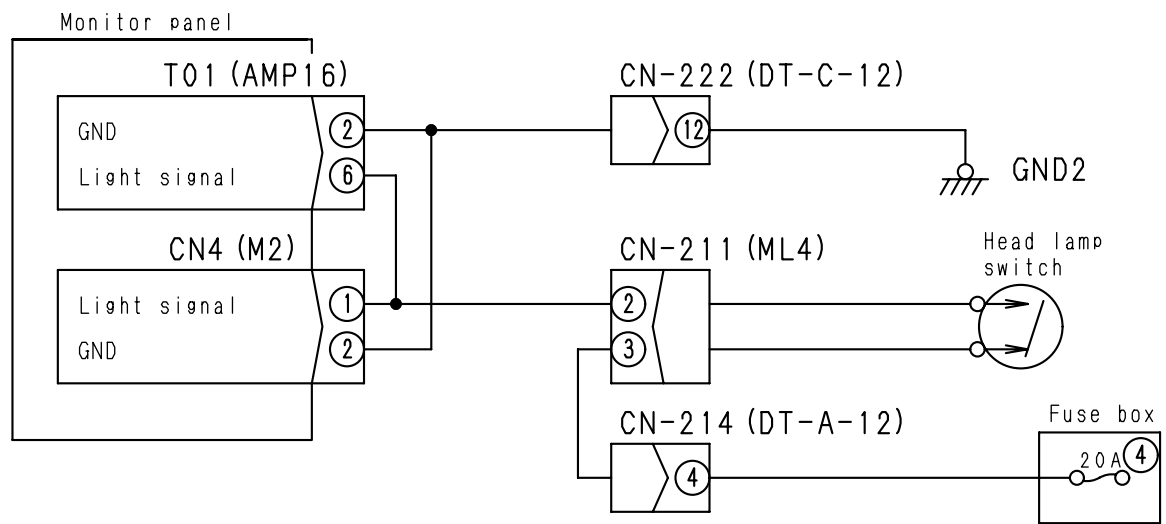 Monitor panel
T01 (AMP16)
GND
2
Light signal
6
CN-222 (DT-C-12)
12
GND2
CN4 (M2)
Light signal
1
GND
2
CN-211 (ML4)
2
3
Head lamp
switch
CN-214 (DT-A-12)
4
Fuse box
20A
4